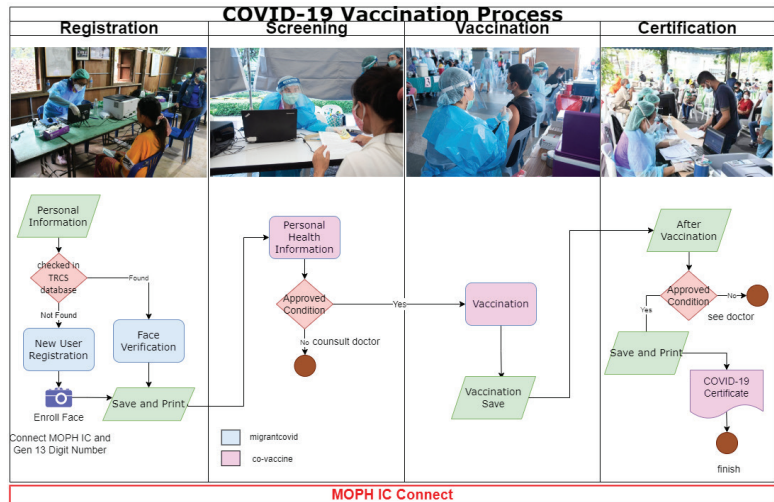 COVID-19 Vaccination Process
Registration
Screening
Vaccination
Certification
Personal
Information
checked in
TRCS
database
Found
Not Found
New User
Registration
Face
Verification
Enroll Face
Save and Print
Connect MOPH IC and
Gen 13 Digit Number
Personal
Health
Information
Approved
Condition
Yes
No
counsult doctor
migrantcovid
co-vaccine
Vaccination
Vaccination
Save
After
Vaccination
Approved
Condition
No
see doctor
Yes
Save and Print
COVID-19
Certificate
finish
MOPH IC Connect